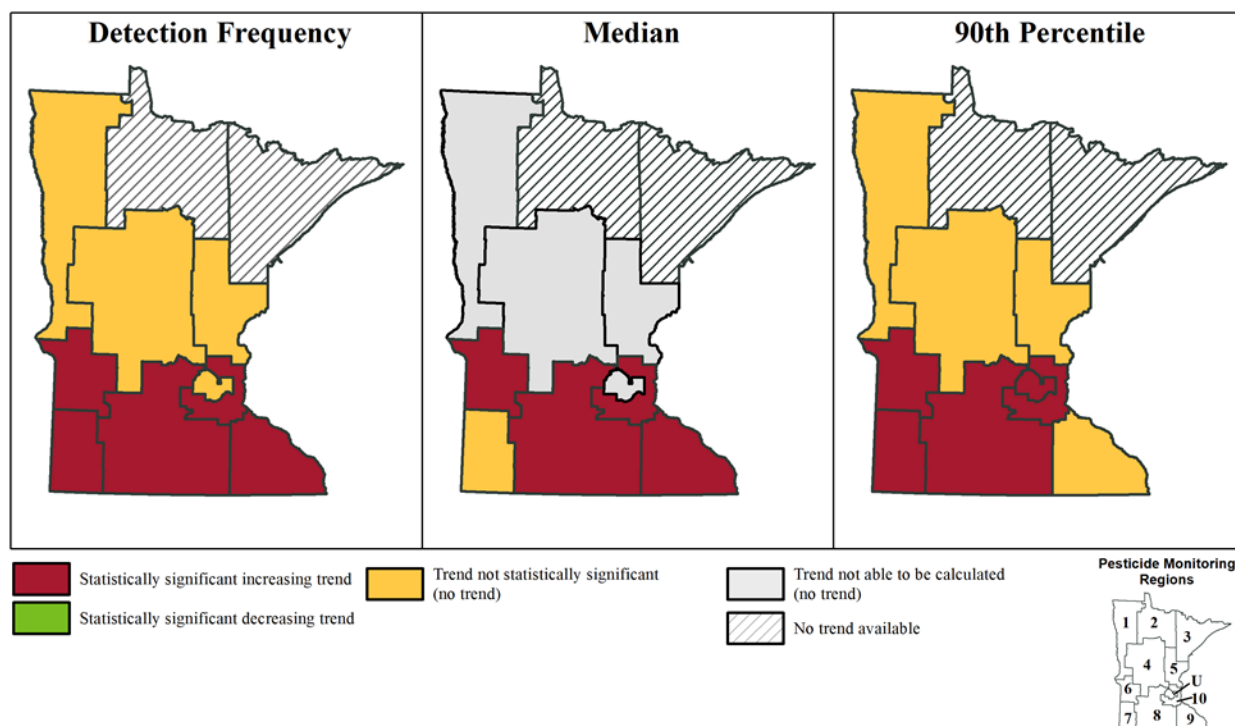 Detection Frequency
Median
90th Percentile
Statistically significant increasing trend
Statistically significant decreasing trend
Trend not statistically significant
(no trend)
Trend not able to be calculated
(no trend)
No trend available
Pesticide Monitoring
Regions
1
2
3
4
5
U
6
10
7
8
9